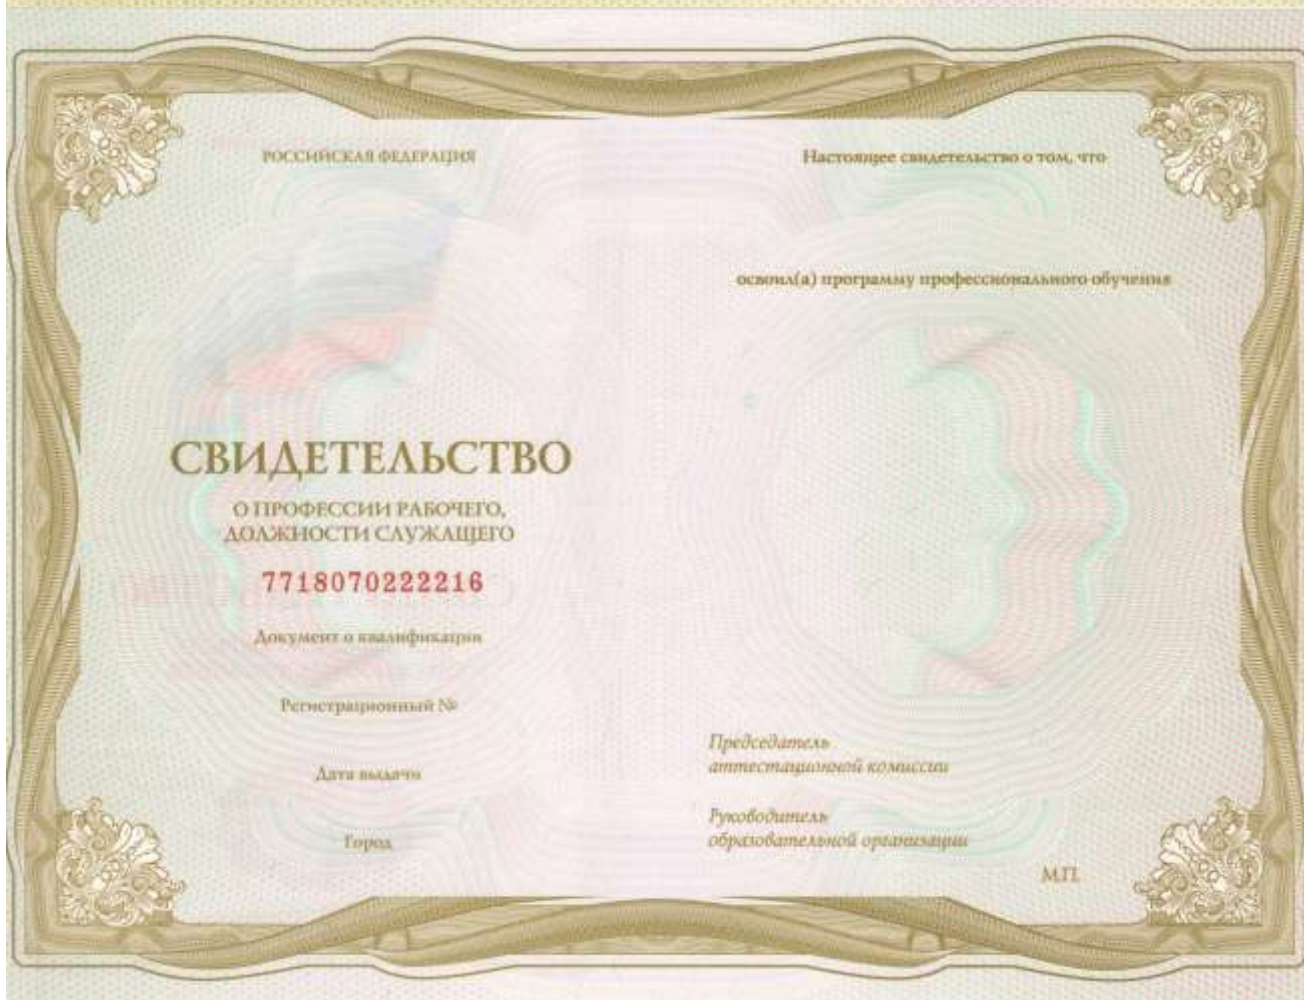 РОССИЙСКАЯ ФЕДЕРАЦИЯ
СВИДЕТЕЛЬСТВО
О ПРОФЕССИИ РАБОЧЕГО,
ДОЛЖНОСТИ СЛУЖАЩЕГО
7718070222216
Документ о квалификации
Регистрационный №
Дата выдачи
Город
Настоящее свидетельство о том, что
освоил(а) программу профессионального обучения
Председатель
аттестационной комиссии
Руководитель
образовательной организации
М.П.